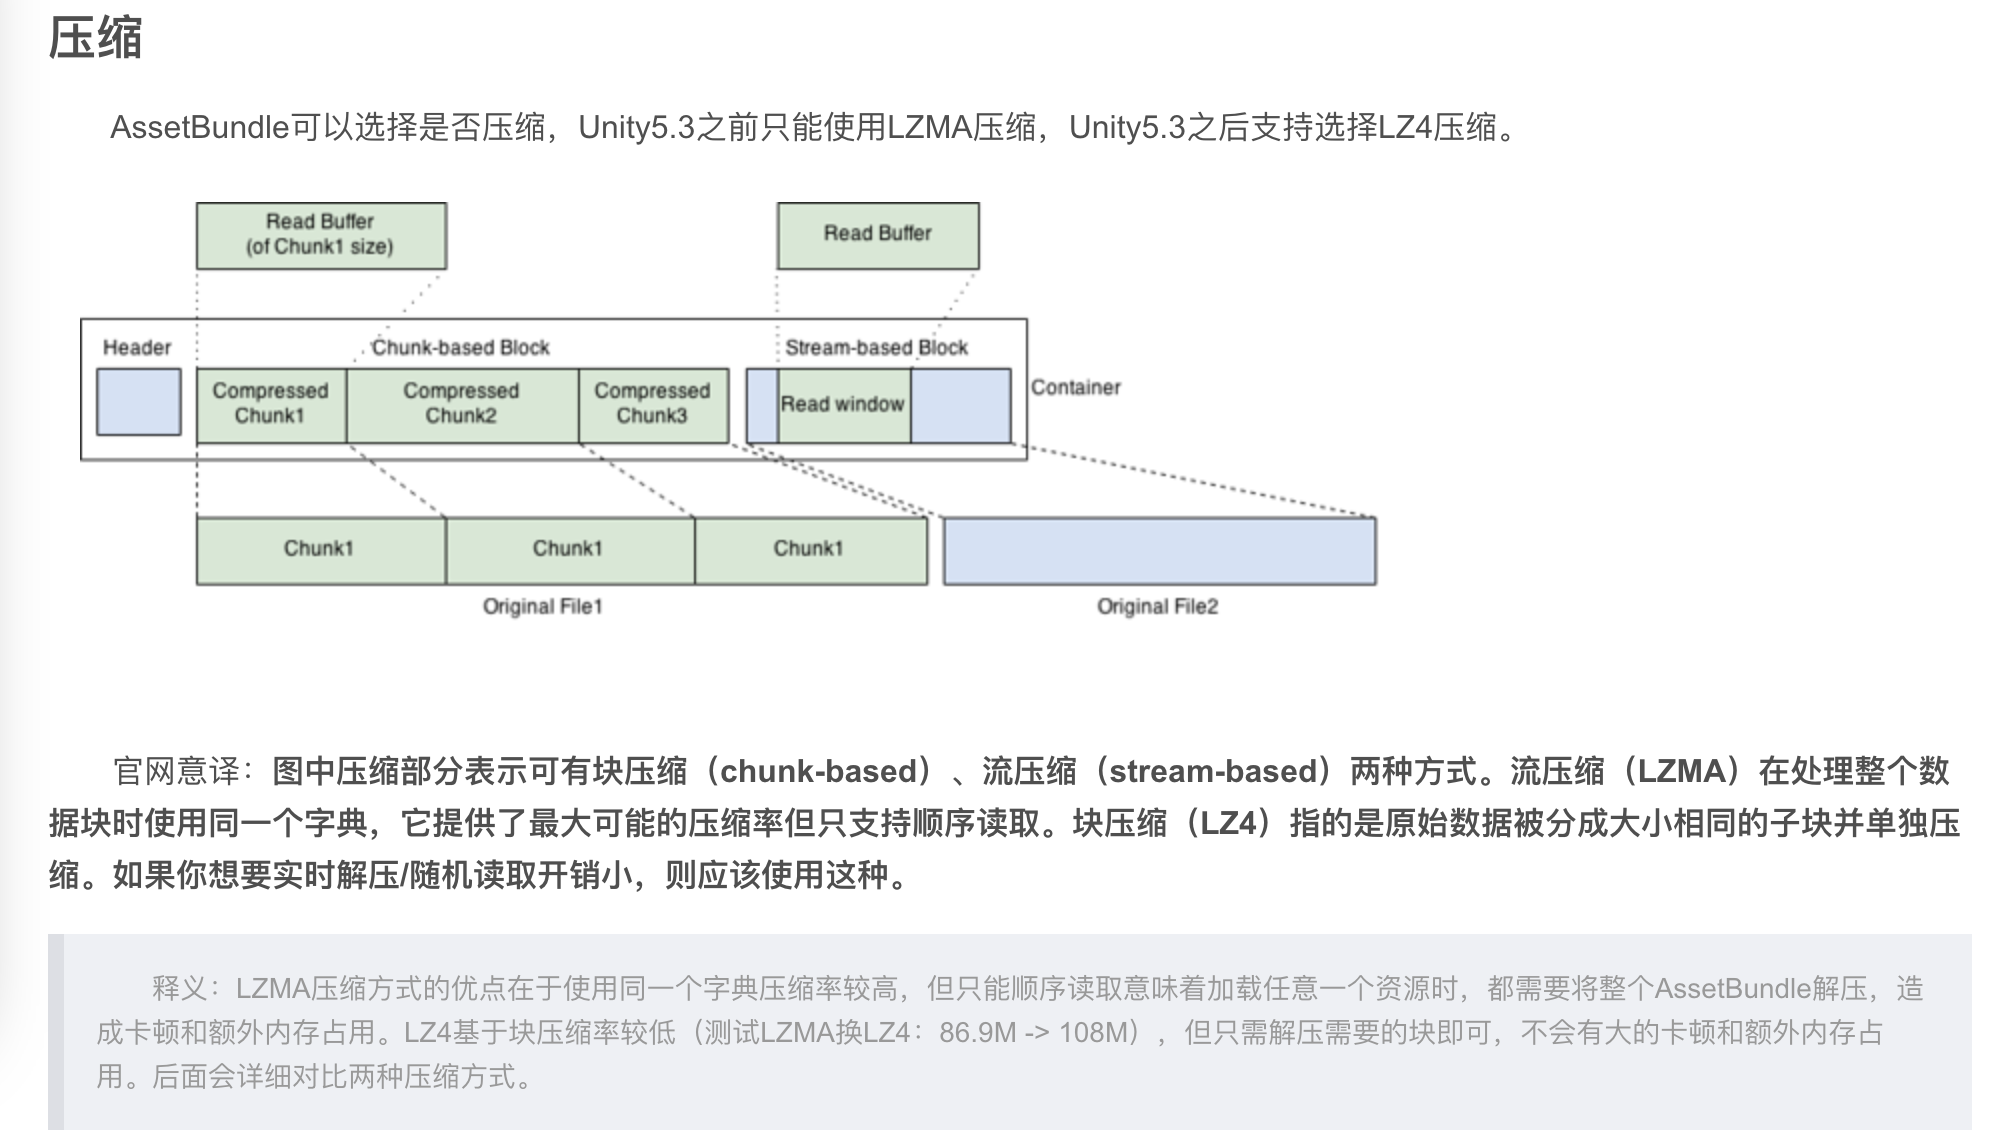 压缩
AssetBundle可以选择是否压缩，Unity5.3之前只能使用LZMA压缩，Unity5.3之后支持选择LZ4压缩。
Read Buffer
(of Chunk1 size)
Read Buffer
Header
Chunk-based Block
Stream-based Block
Compressed
Chunk1
Compressed
Chunk2
Compressed
Chunk3
Read window
Container
Chunk1
Chunk1
Chunk1
Original File1
Original File2
官网意译：图中压缩部分表示可有块压缩（chunk-based）、流压缩（stream-based）两种方式。流压缩（LZMA）在处理整个数
据块时使用同一个字典，它提供了最大可能的压缩率但只支持顺序读取。块压缩（LZ4）指的是原始数据被分成大小相同的子块并单独压
缩。如果你想要实时解压/随机读取开销小，则应该使用这种。
释义：LZMA压缩方式的优点在于使用同一个字典压缩率较高，但只能顺序读取意味着加载任意一个资源时，都需要将整个AssetBundle解压，造
成卡顿和额外内存占用。LZ4基于块压缩率较低（测试LZMA换LZ4：86.9M -> 108M），但只需解压需要的块即可，不会有大的卡顿和额外内存占
用。后面会详细对比两种压缩方式。